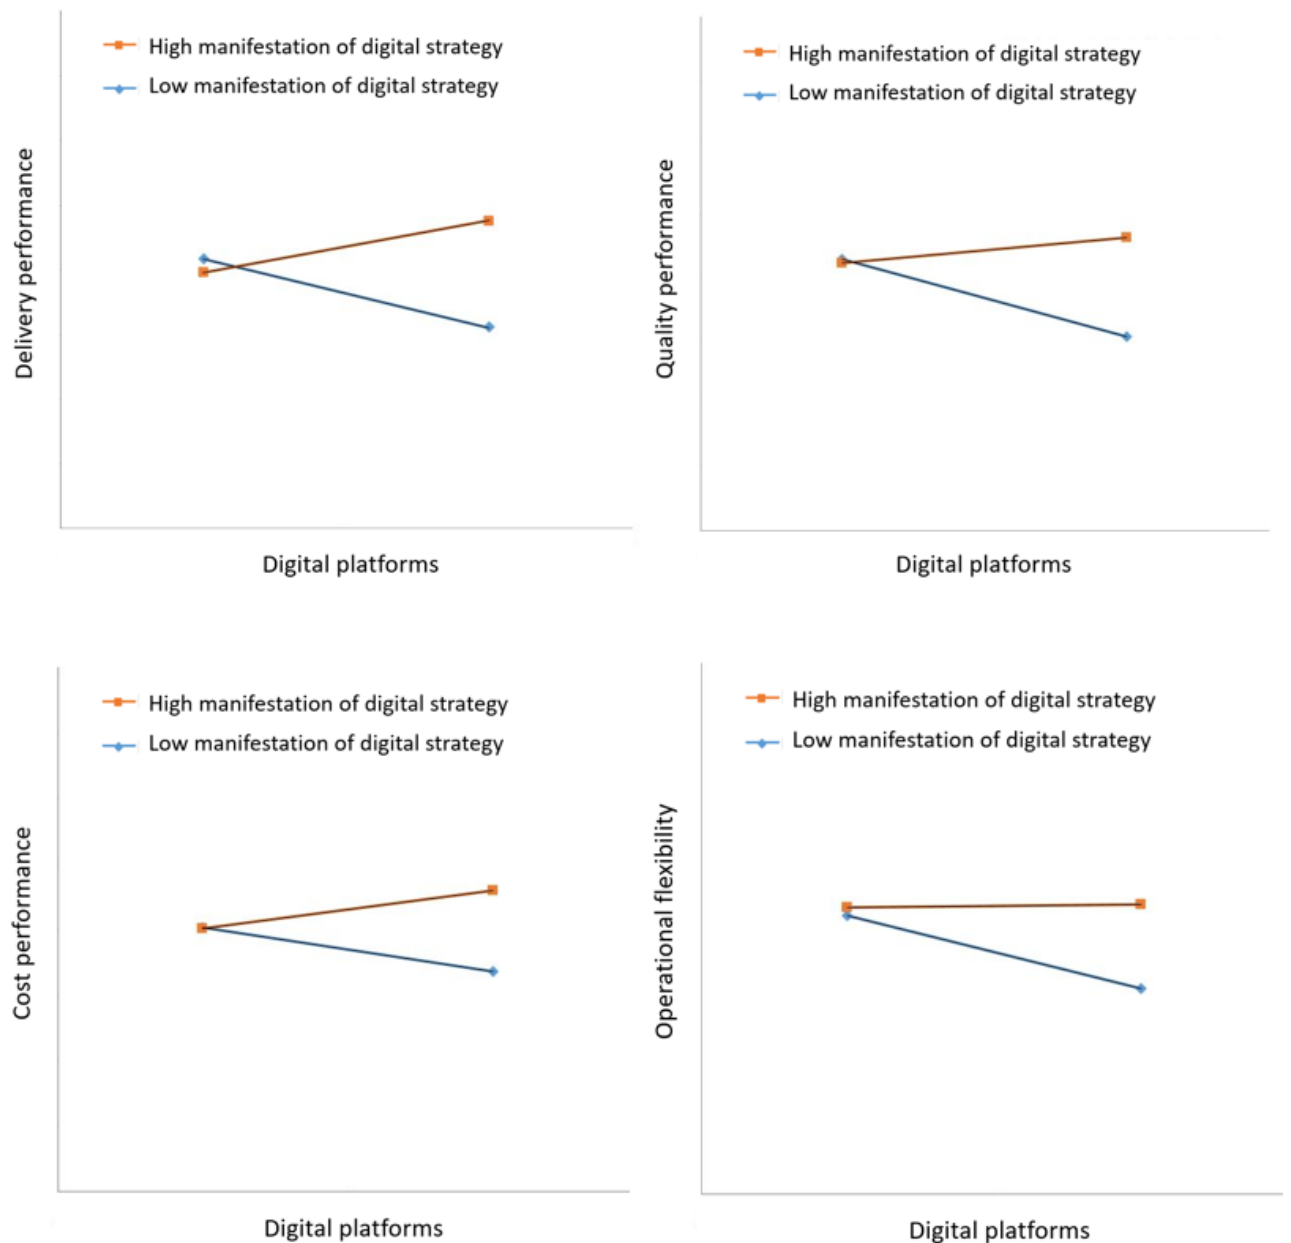 High manifestation of digital strategy
Low manifestation of digital strategy
Delivery performance
Digital platforms
High manifestation of digital strategy
Low manifestation of digital strategy
Quality performance
Digital platforms
High manifestation of digital strategy
Low manifestation of digital strategy
Cost performance
Digital platforms
High manifestation of digital strategy
Low manifestation of digital strategy
Operational flexibility
Digital platforms